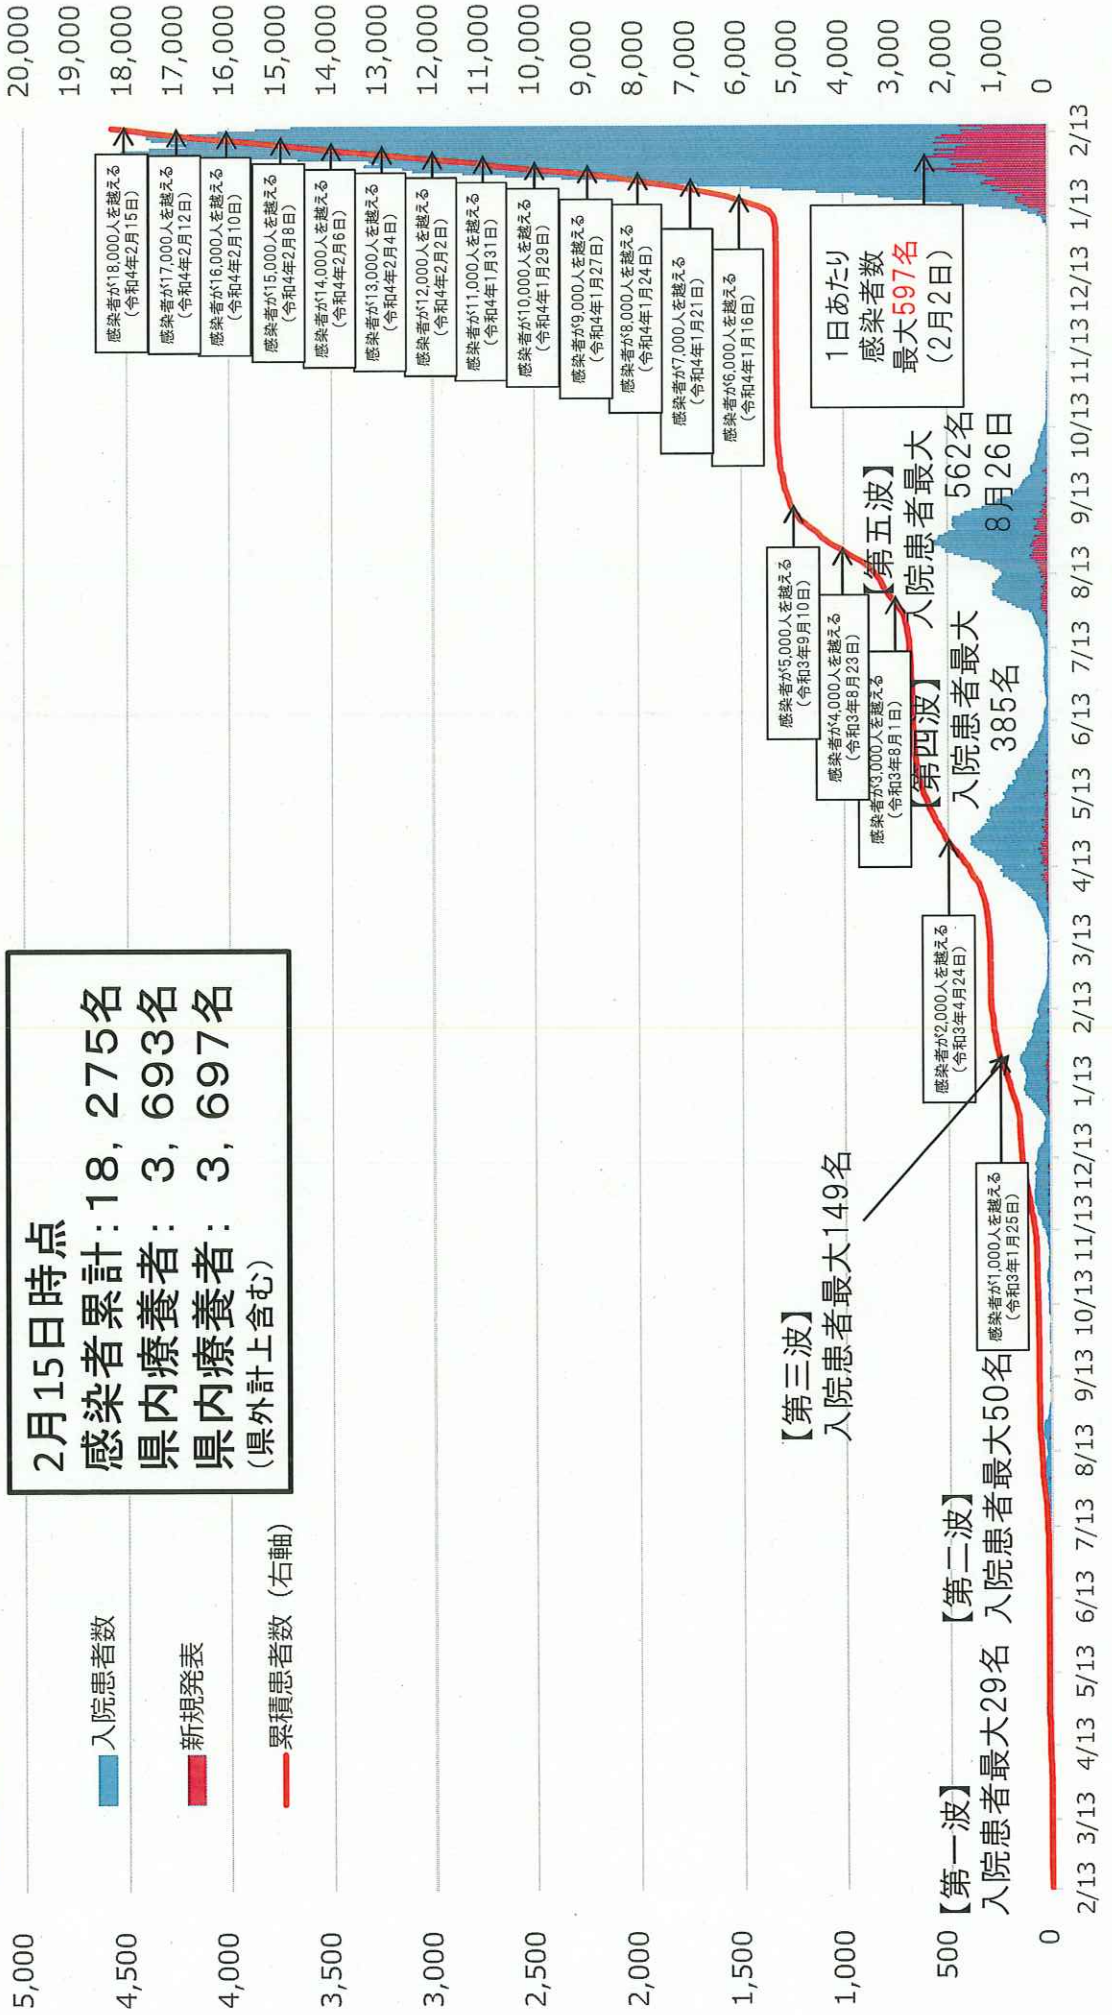 2月15日時点
感染者累計:18,275名
県内療養者: 3,693名
県内療養者: 3,697名
(県外計上含む)
入院患者数
新規発表
累積患者数(右軸)
5,000
4,500
4,000
3,500
3,000
2,500
2,000
1,500
1,000
500
0
20,000
19,000
18,000
17,000
16,000
15,000
14,000
13,000
12,000
11,000
10,000
9,000
8,000
7,000
6,000
5,000
4,000
3,000
2,000
1,000
0
【第一波】
入院患者最大29名
【第二波】
入院患者最大50名
【第三波】
入院患者最大149名
【第四波】
入院患者最大
385名
【第五波】
入院患者最大
562名
8月26日
1日あたり
感染者数
最大597名
(2月2日)
感染者が1,000人を越える
(令和3年1月25日)
感染者が2,000人を越える
(令和3年4月24日)
感染者が3,000人を越える
(令和3年8月1日)
感染者が4,000人を越える
(令和3年8月23日)
感染者が5,000人を越える
(令和3年9月10日)
感染者が6,000人を越える
(令和4年1月16日)
感染者が7,000人を越える
(令和4年1月21日)
感染者が8,000人を越える
(令和4年1月24日)
感染者が9,000人を越える
(令和4年1月27日)
感染者が10,000人を越える
(令和4年1月29日)
感染者が11,000人を越える
(令和4年1月31日)
感染者が12,000人を越える
(令和4年2月2日)
感染者が13,000人を越える
(令和4年2月4日)
感染者が14,000人を越える
(令和4年2月6日)
感染者が15,000人を越える
(令和4年2月8日)
感染者が16,000人を越える
(令和4年2月10日)
感染者が17,000人を越える
(令和4年2月12日)
感染者が18,000人を越える
(令和4年2月15日)
2/13 3/13 4/13 5/13 6/13 7/13 8/13 9/13 10/13 11/13 12/13 1/13 2/13 3/13 4/13 5/13 6/13 7/13 8/13 9/13 10/13 11/13 12/13 1/13 2/13